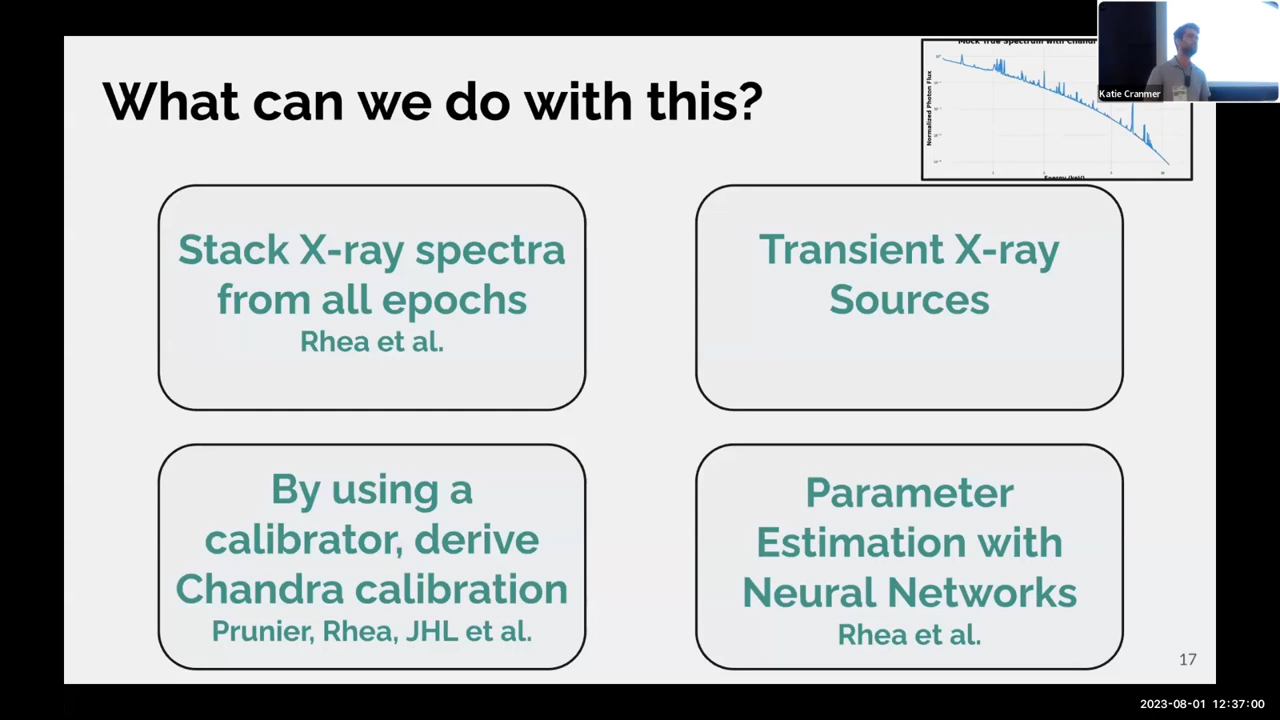 What can we do with this?
Normalized Photon Flux
Energy (keV)
Katie Cranmer
Stack X-ray spectra
from all epochs
Rhea et al.
Transient X-ray
Sources
By using a
calibrator, derive
Chandra calibration
Prunier, Rhea, JHL et al.
Parameter
Estimation with
Neural Networks
Rhea et al.
17
2023-08-01 12:37:00